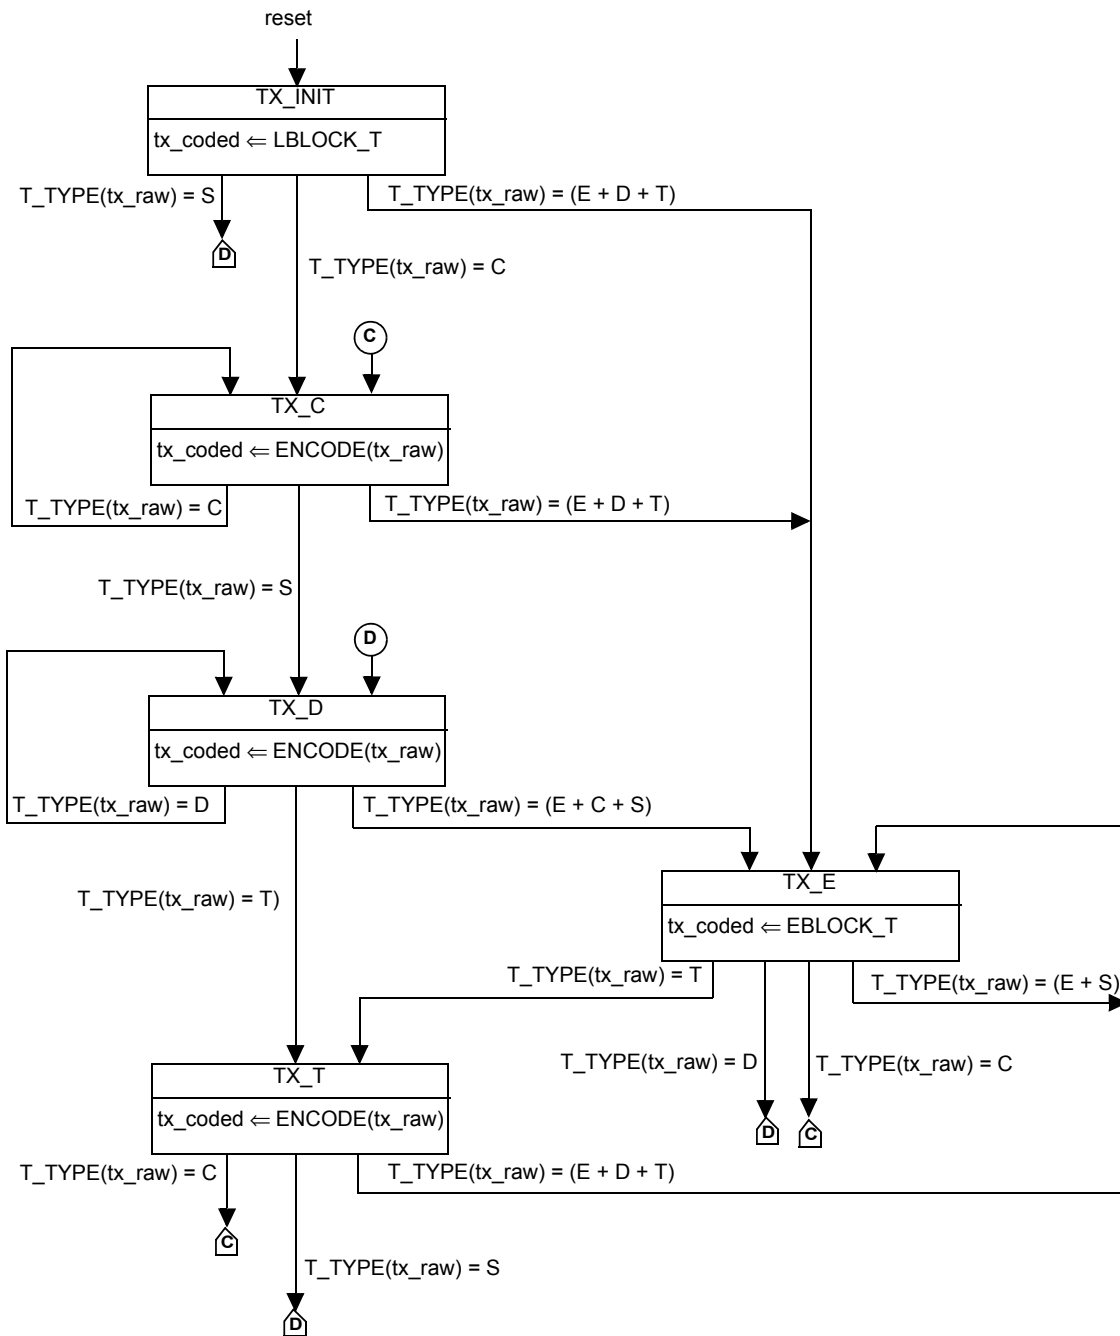 reset
TX_INIT
tx_coded ⇐ LBLOCK_T
T_TYPE(tx_raw) = S
T_TYPE(tx_raw) = (E + D + T)
D
T_TYPE(tx_raw) = C
C
TX_C
tx_coded ⇐ ENCODE(tx_raw)
T_TYPE(tx_raw) = C
T_TYPE(tx_raw) = (E + D + T)
T_TYPE(tx_raw) = S
D
TX_D
tx_coded ⇐ ENCODE(tx_raw)
T_TYPE(tx_raw) = D
T_TYPE(tx_raw) = (E + C + S)
TX_E
T_TYPE(tx_raw) = T)
tx_coded ⇐ EBLOCK_T
T_TYPE(tx_raw) = T
T_TYPE(tx_raw) = (E + S)
T_TYPE(tx_raw) = D
T_TYPE(tx_raw) = C
TX_T
tx_coded ⇐ ENCODE(tx_raw)
D
C
T_TYPE(tx_raw) = C
T_TYPE(tx_raw) = (E + D + T)
C
T_TYPE(tx_raw) = S
D